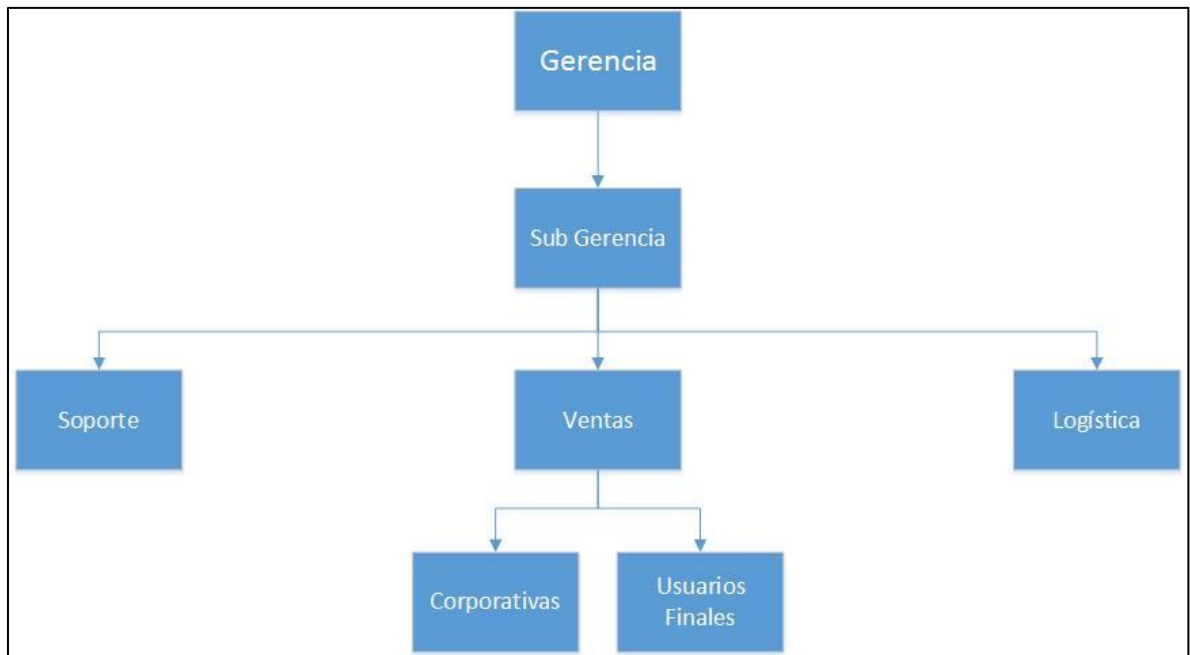 Gerencia
Sub Gerencia
Soporte
Ventas
Logística
Corporativas
Usuarios
Finales